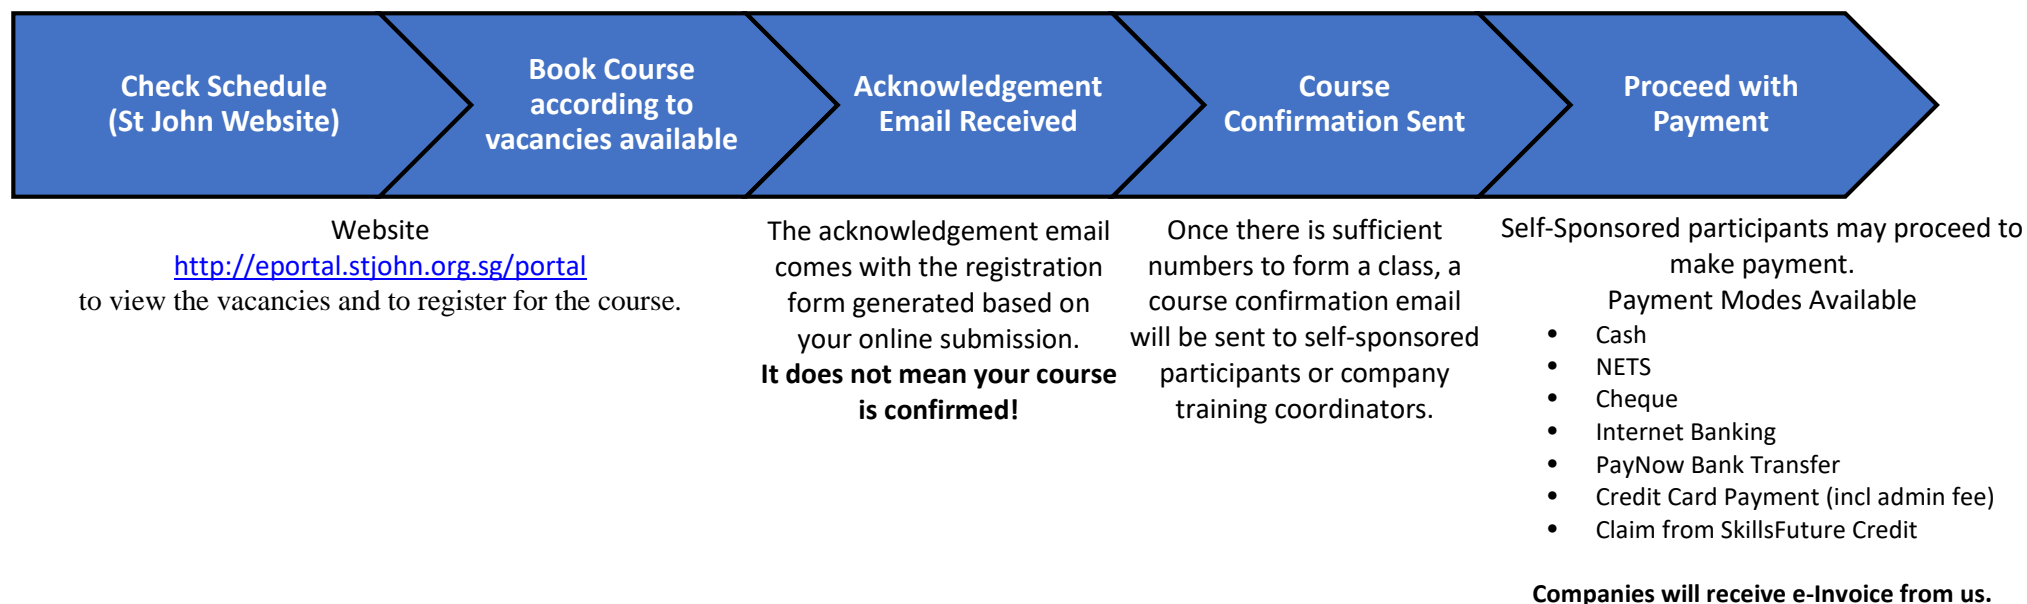 Check Schedule
(St John Website)
Book Course
according to
vacancies available
Acknowledgement
Email Received
Course
Confirmation Sent
Proceed with
Payment
Website
http://eportal.stjohn.org.sg/portal
to view the vacancies and to register for the course.
The acknowledgement email
comes with the registration
form generated based on
your online submission.
It does not mean your course
is confirmed!
Once there is sufficient
numbers to form a class, a
course confirmation email
will be sent to self-sponsored
participants or company
training coordinators.
Self-Sponsored participants may proceed to
make payment.
Payment Modes Available
• Cash
• NETS
• Cheque
• Internet Banking
• PayNow Bank Transfer
• Credit Card Payment (incl admin fee)
• Claim from SkillsFuture Credit
Companies will receive e-Invoice from us.